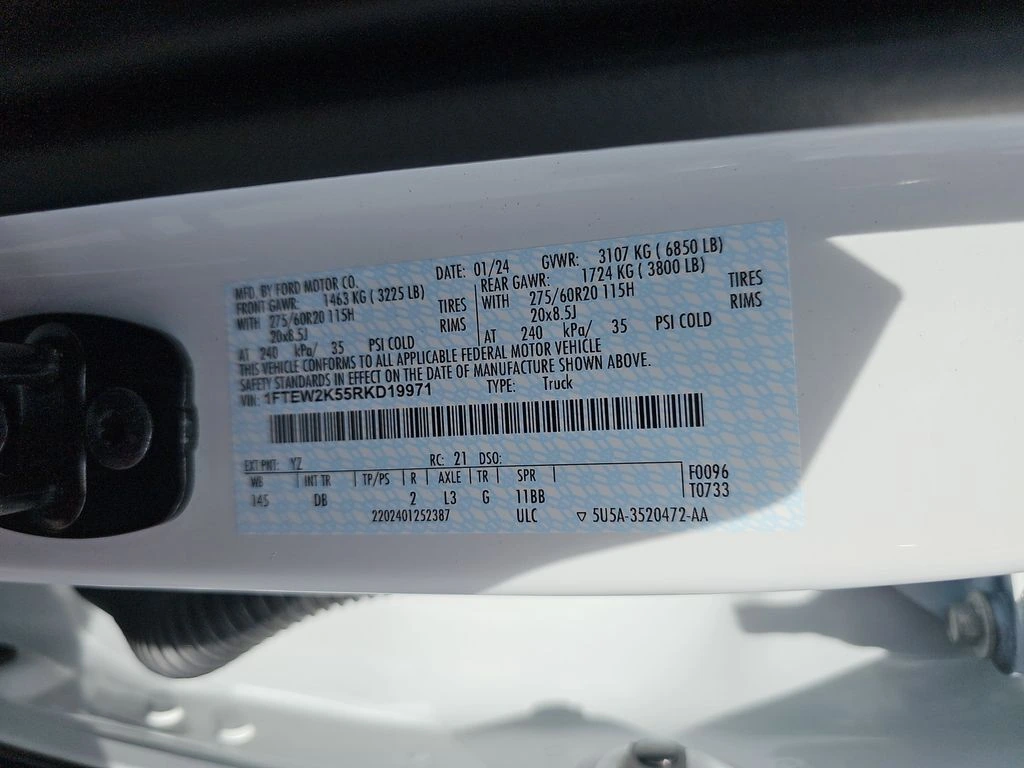 MFD. BY FORD MOTOR CO. DATE: 01/24 GVWR: 3107 KG ( 6850 LB)
FRONT GAWR: 1463 KG ( 3225 LB) REAR GAWR: 1724 KG ( 3800 LB)
WITH 275/60R20 115H TIRES WITH 275/60R20 115H TIRES
20x8.5J RIMS 20x8.5J RIMS
AT 240 kPa/ 35 PSI COLD AT 240 kPa/ 35 PSI COLD
THIS VEHICLE CONFORMS TO ALL APPLICABLE FEDERAL MOTOR VEHICLE
SAFETY STANDARDS IN EFFECT ON THE DATE OF MANUFACTURE SHOWN ABOVE.
VIN: 1FTEW2K55RKD19971 TYPE: Truck
EXT PNT: YZ RC: 21 DSO:
WB INT TR TP/PS R AXLE TR SPR F0096
145 DB 2 L3 G 11BB T0733
2202401252387 ULC ▽ 5U5A-3520472-AA